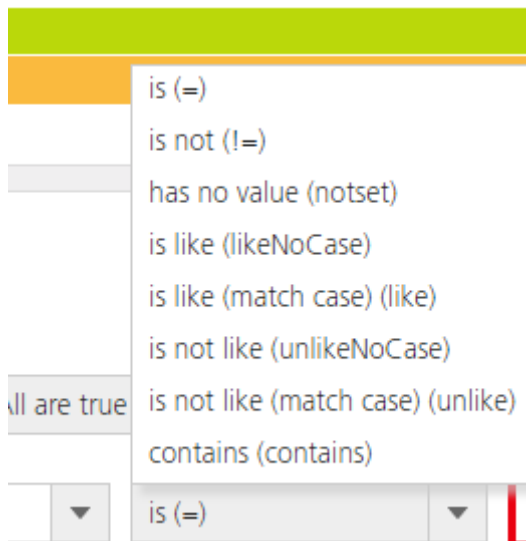 is (=)
is not (!=)
has no value (notset)
is like (likeNoCase)
is like (match case) (like)
is not like (unlikeNoCase)
All are true
is not like (match case) (unlike)
contains (contains)
is (=)